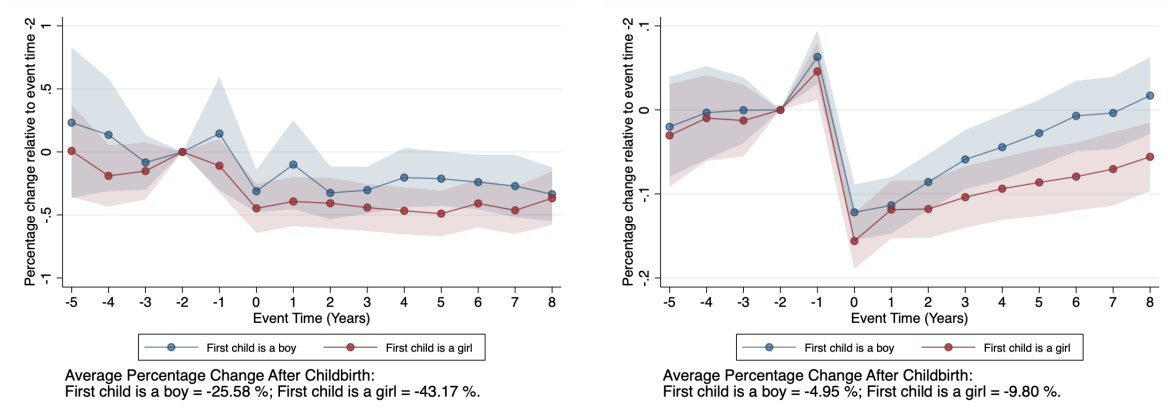 Percentage change relative to event time -2
1
.5
0
-.5
-1
-5 -4 -3 -2 -1 0 1 2 3 4 5 6 7 8
Event Time (Years)
First child is a boy First child is a girl
Average Percentage Change After Childbirth:
First child is a boy = -25.58 %; First child is a girl = -43.17 %.
Percentage change relative to event time -2
.1
0
-.1
-.2
-5 -4 -3 -2 -1 0 1 2 3 4 5 6 7 8
Event Time (Years)
First child is a boy First child is a girl
Average Percentage Change After Childbirth:
First child is a boy = -4.95 %; First child is a girl = -9.80 %.